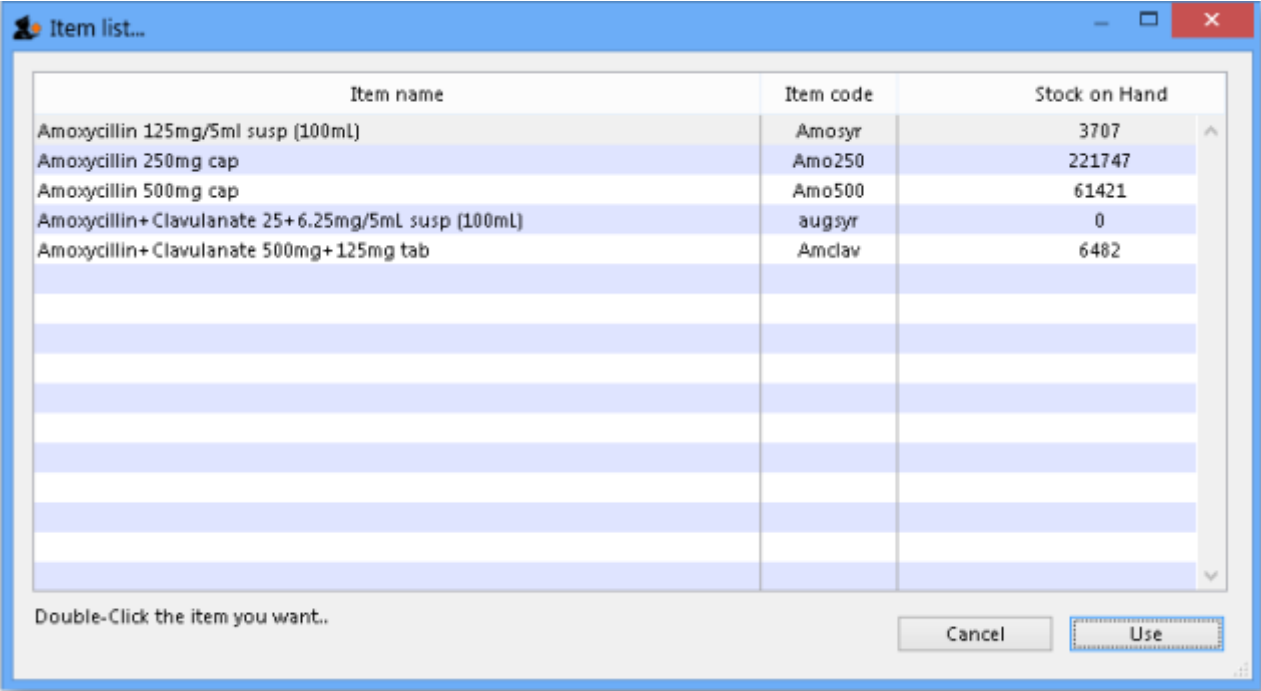 Item list...
Item name Item code Stock on Hand
Amoxycillin 125mg/5ml susp (100mL) Amosyr 3707
Amoxycillin 250mg cap Amo250 221747
Amoxycillin 500mg cap Amo500 61421
Amoxycillin+Clavulanate 25+6.25mg/5mL susp (100mL) augsyr 0
Amoxycillin+Clavulanate 500mg+125mg tab Amclav 6482
Double-Click the item you want..
Cancel Use